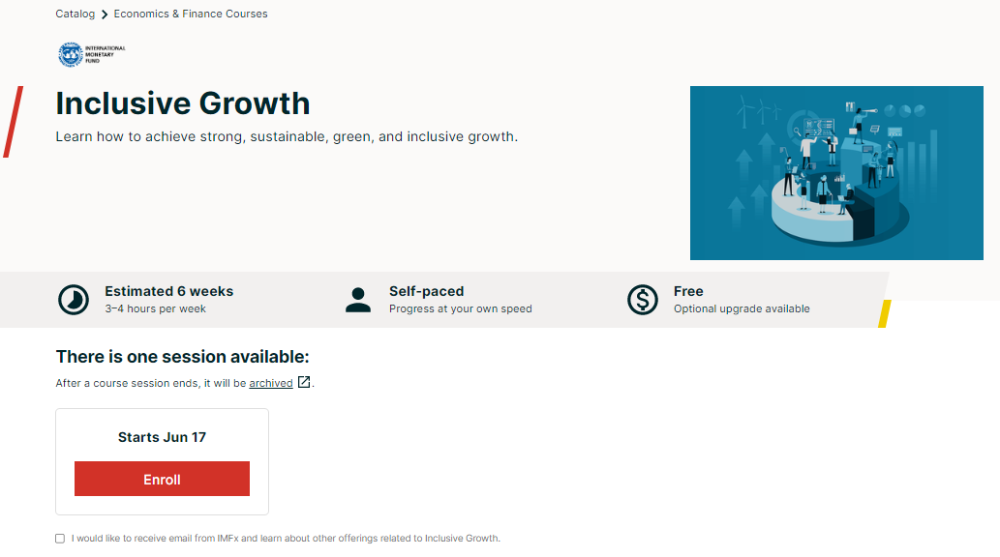 Catalog > Economics & Finance Courses
INTERNATIONAL
MONETARY
FUND
Inclusive Growth
Learn how to achieve strong, sustainable, green, and inclusive growth.
Estimated 6 weeks
3–4 hours per week
Self-paced
Progress at your own speed
Free
Optional upgrade available
There is one session available:
After a course session ends, it will be archived.
Starts Jun 17
Enroll
I would like to receive email from IMFx and learn about other offerings related to Inclusive Growth.